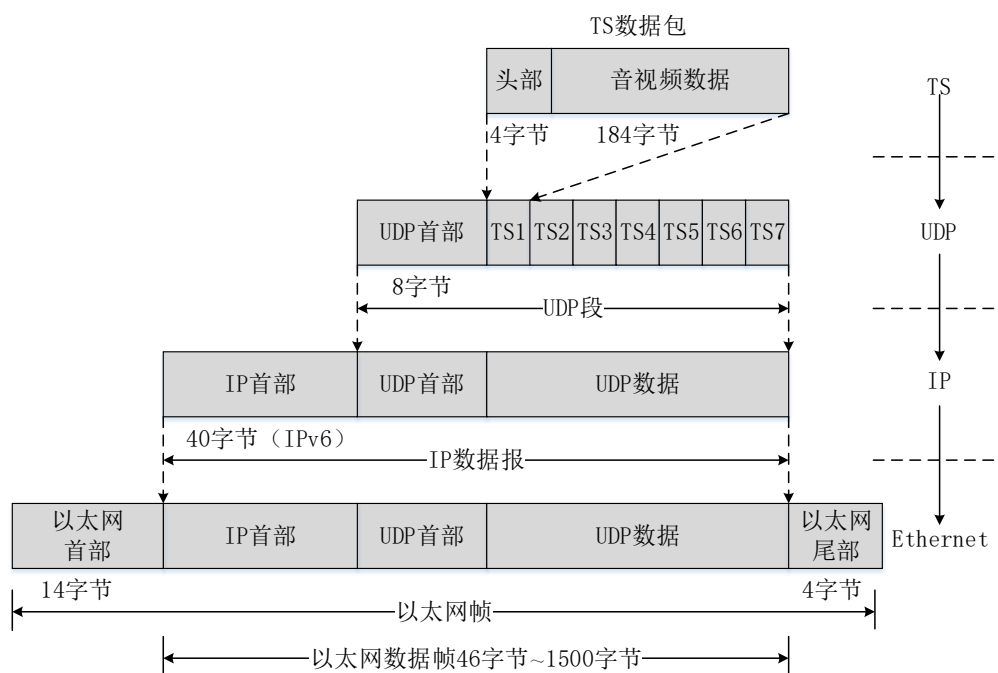 TS数据包
头部
音视频数据
TS
4字节
184字节
UDP首部
TS1
TS2
TS3
TS4
TS5
TS6
TS7
UDP
8字节
UDP段
IP首部
UDP首部
UDP数据
IP
40字节（IPv6）
IP数据报
以太网
首部
IP首部
UDP首部
UDP数据
以太网
尾部
Ethernet
14字节
4字节
以太网帧
以太网数据帧46字节~1500字节